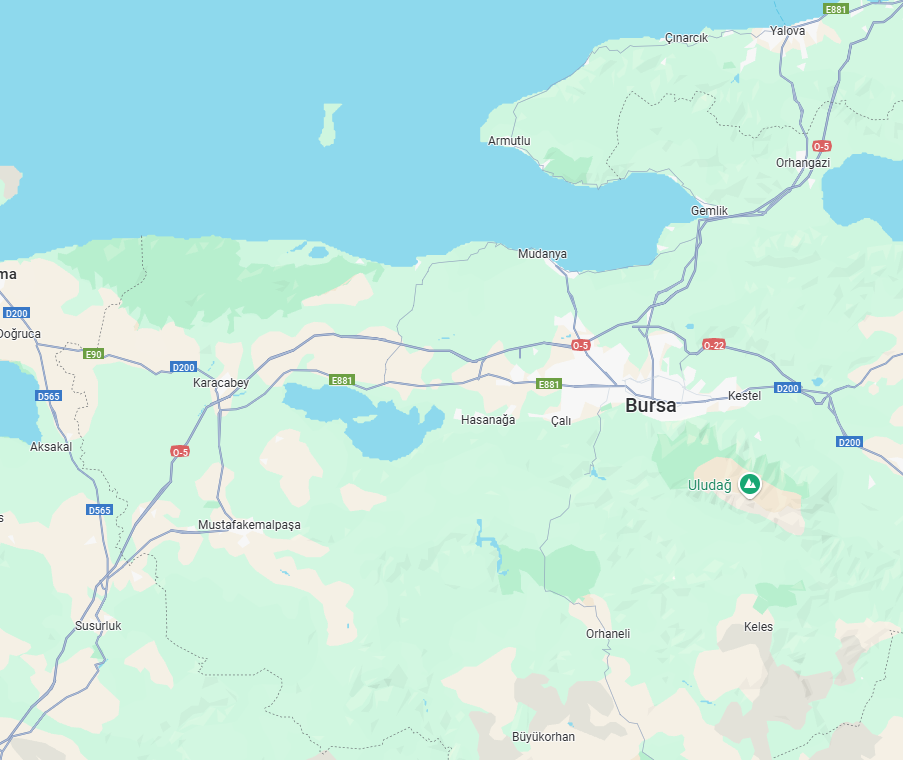 E881
Çınarcık
Yalova
Armutlu
O-5
Orhangazi
Gemlik
Mudanya
ma
D200
Doğruca
E90
D200
O-5
O-22
Karacabey
E881
E881
D200
D565
Kestel
Bursa
Hasanağa
Çalı
D200
Aksakal
O-5
Uludağ
D565
s
Mustafakemalpaşa
Susurluk
Orhaneli
Keles
Büyükorhan